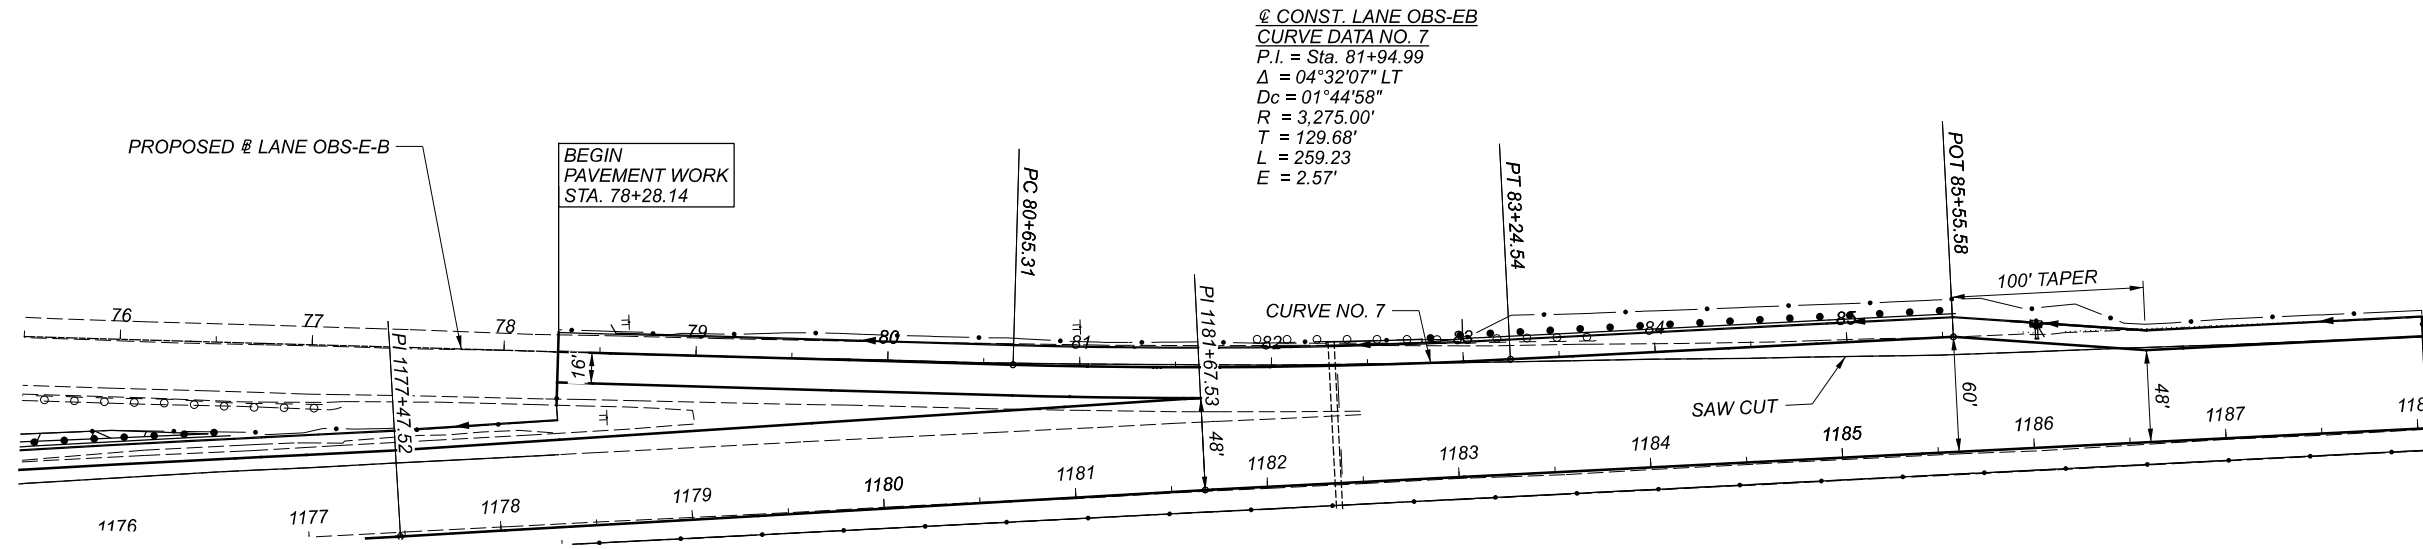 ℄ CONST. LANE OBS-EB
CURVE DATA NO. 7
P.I. = Sta. 81+94.99
Δ = 04°32'07" LT
Dc = 01°44'58"
R = 3,275.00'
T = 129.68'
L = 259.23
E = 2.57'
PROPOSED ⅊ LANE OBS-E-B
BEGIN
PAVEMENT WORK
STA. 78+28.14
PC 80+65.31
PT 83+24.54
POT 85+55.58
100' TAPER
PI 1177+47.52
PI 1181+67.53
CURVE NO. 7
76
77
78
79
80
81
82
83
84
85
16'
48'
SAW CUT
60'
48'
1176
1177
1178
1179
1180
1181
1182
1183
1184
1185
1186
1187
118